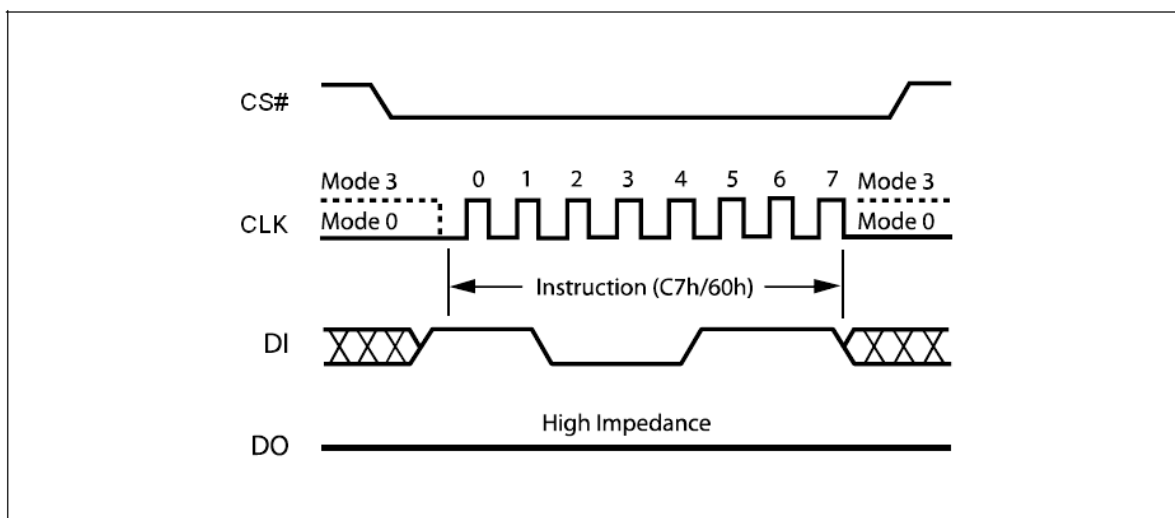 CS#
Mode 3 0 1 2 3 4 5 6 7 Mode 3
CLK Mode 0 Mode 0
Instruction (C7h/60h)
DI
High Impedance
DO